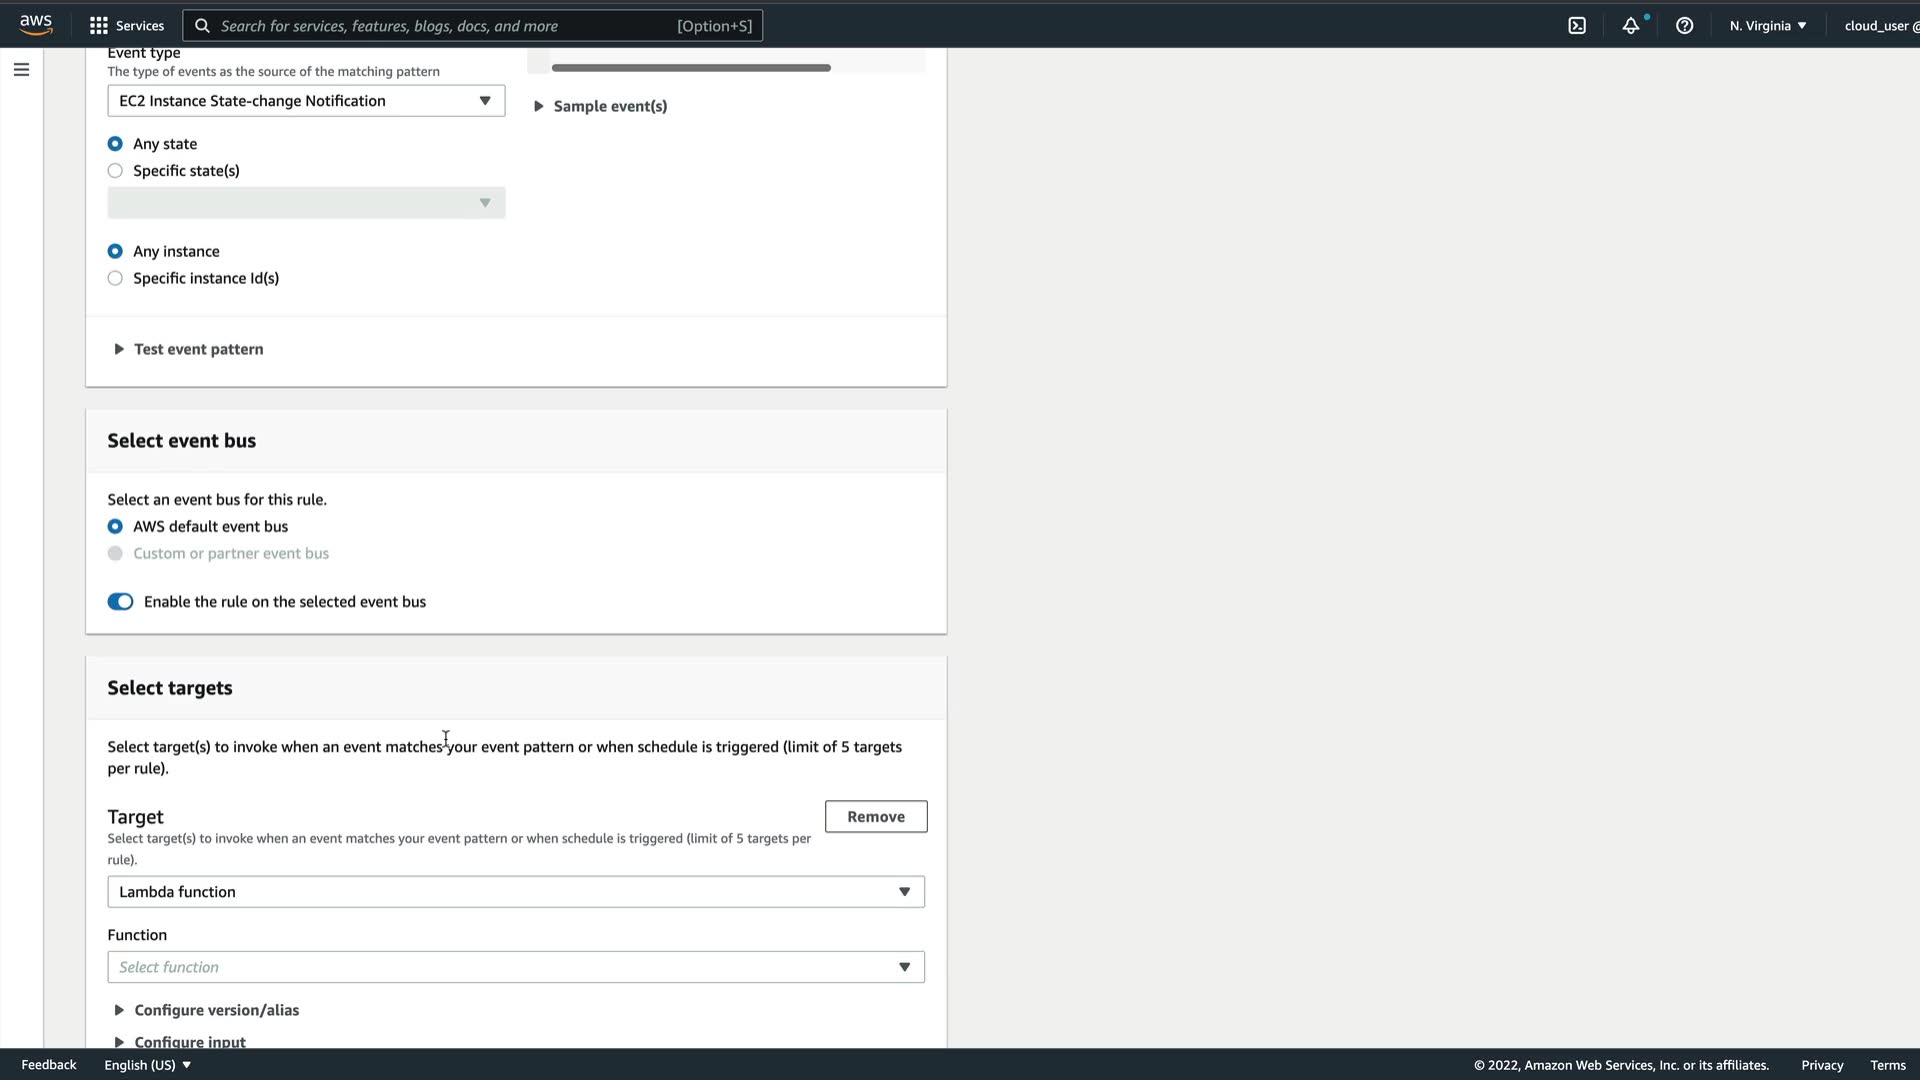 aws
Services
Search for services, features, blogs, docs, and more
[Option+S]
N. Virginia
cloud_user @
Event type
The type of events as the source of the matching pattern
EC2 Instance State-change Notification
Sample event(s)
Any state
Specific state(s)
Any instance
Specific instance Id(s)
Test event pattern
Select event bus
Select an event bus for this rule.
AWS default event bus
Custom or partner event bus
Enable the rule on the selected event bus
Select targets
Select target(s) to invoke when an event matches your event pattern or when schedule is triggered (limit of 5 targets
per rule).
Target
Remove
Select target(s) to invoke when an event matches your event pattern or when schedule is triggered (limit of 5 targets per
rule).
Lambda function
Function
Select function
Configure version/alias
Configure input
Feedback
English (US)
© 2022, Amazon Web Services, Inc. or its affiliates.
Privacy
Terms